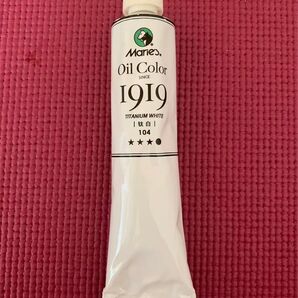 Marie's
Oil Color
SINCE
1919
TITANIUM WHITE
| 钛白 |
104